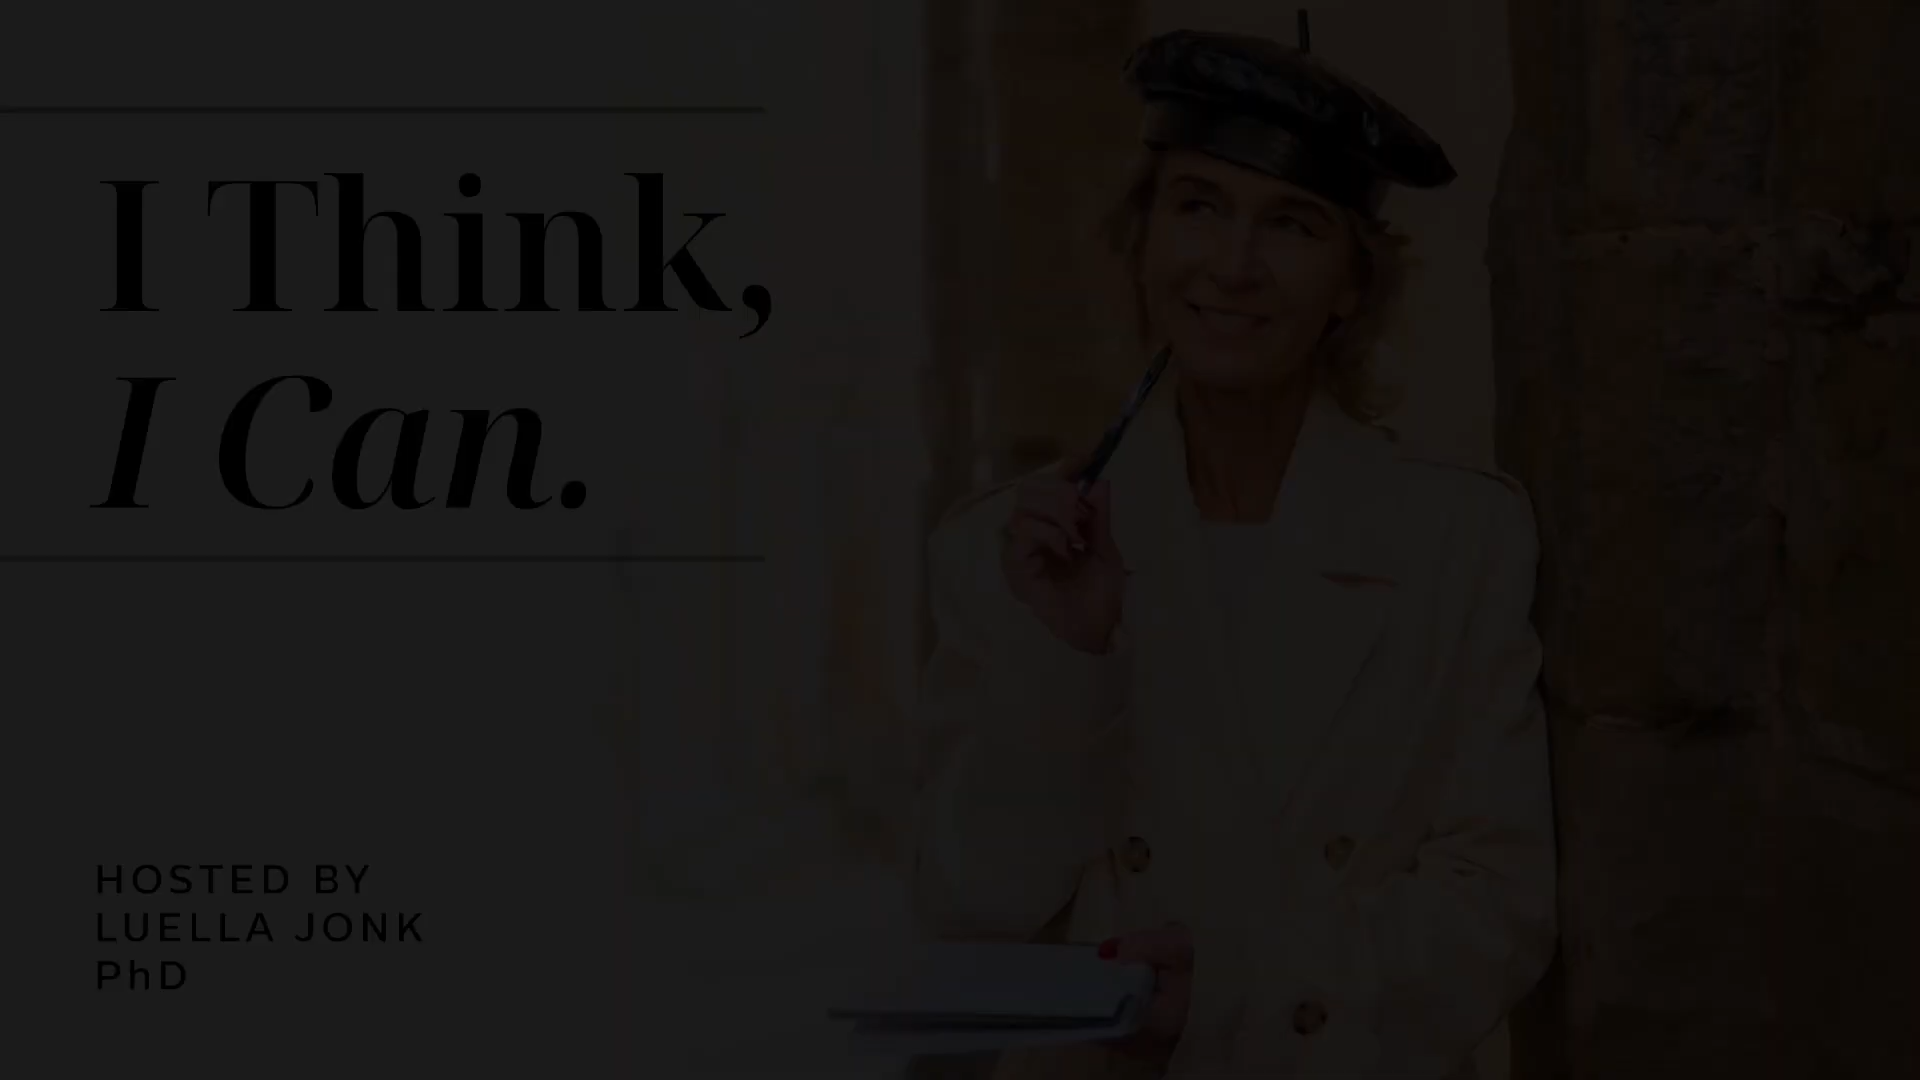 I Think,
I Can.
HOSTED BY
LUELLA JONK
PhD